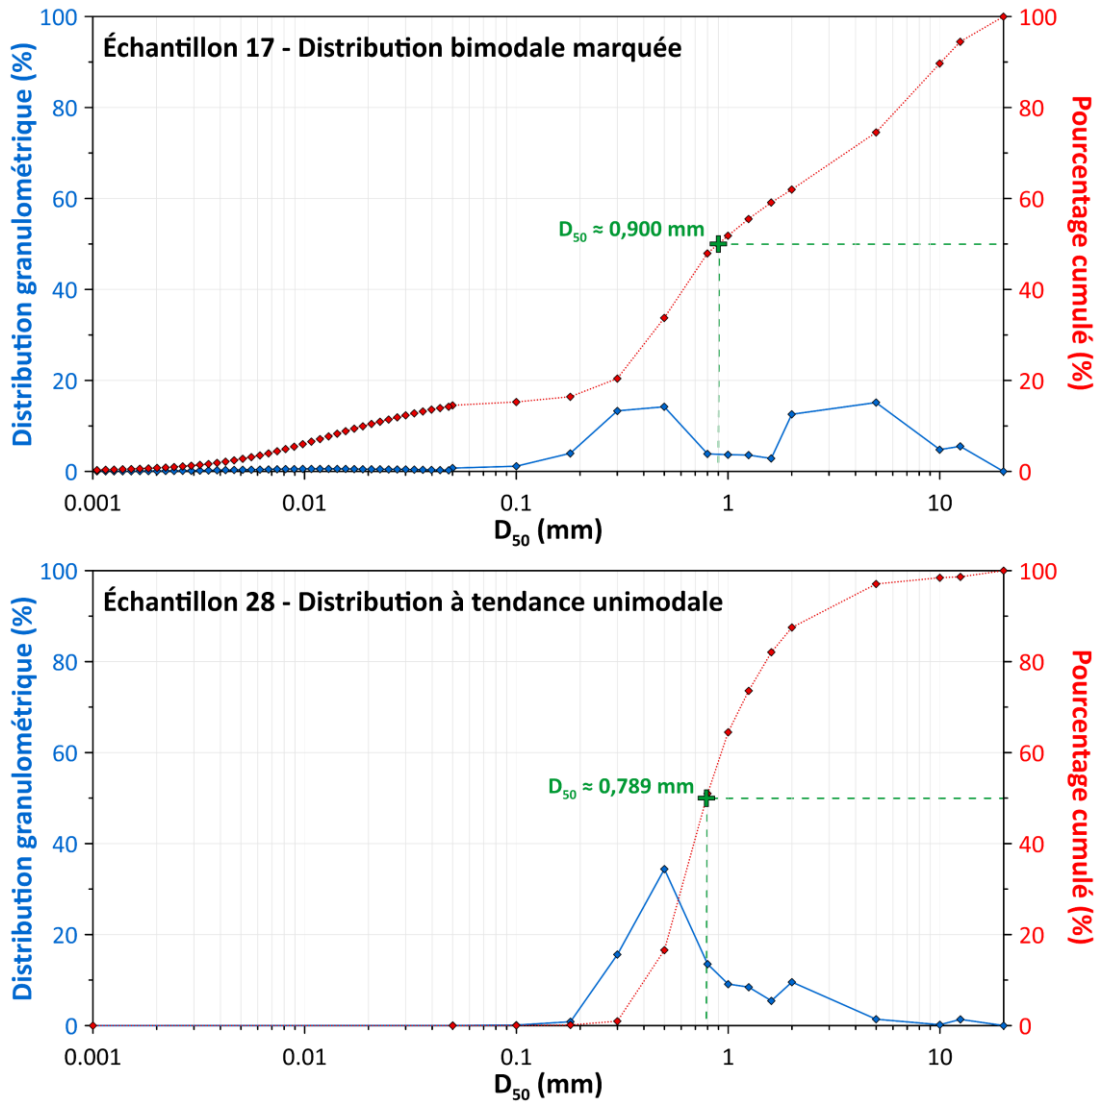 Échantillon 17 - Distribution bimodale marquée
Distribution granulométrique (%)
100
80
60
40
20
0
D50 ≈ 0,900 mm
100
80
60
40
20
0
Pourcentage cumulé (%)
0.001 0.01 0.1 1 10
D50 (mm)
Échantillon 28 - Distribution à tendance unimodale
Distribution granulométrique (%)
100
80
60
40
20
0
D50 ≈ 0,789 mm
100
80
60
40
20
0
Pourcentage cumulé (%)
0.001 0.01 0.1 1 10
D50 (mm)